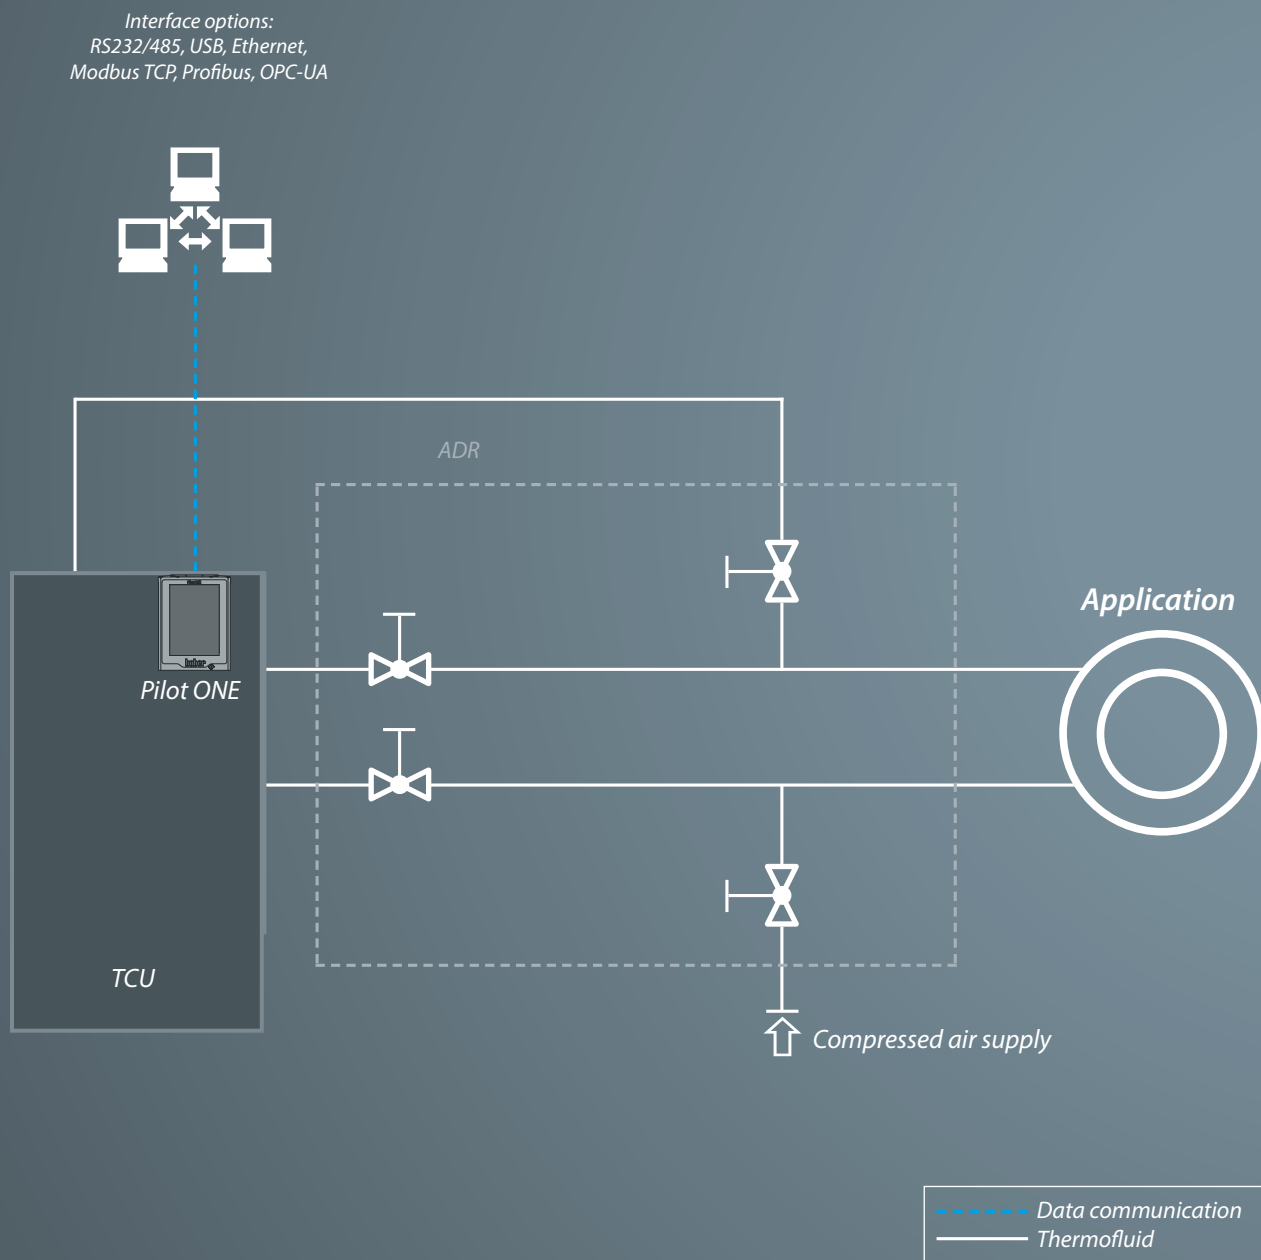 Interface options:
RS232/485, USB, Ethernet,
Modbus TCP, Profibus, OPC-UA
ADR
Application
huber
Pilot ONE
TCU
Compressed air supply
Data communication
Thermofluid